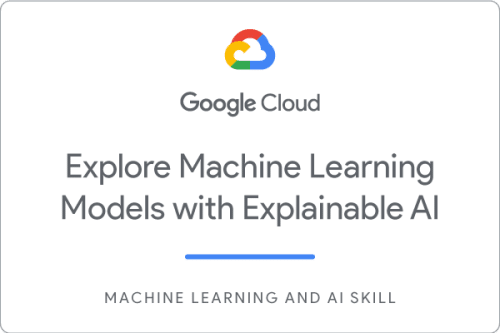 Google Cloud
Explore Machine Learning
Models with Explainable AI
MACHINE LEARNING AND AI SKILL